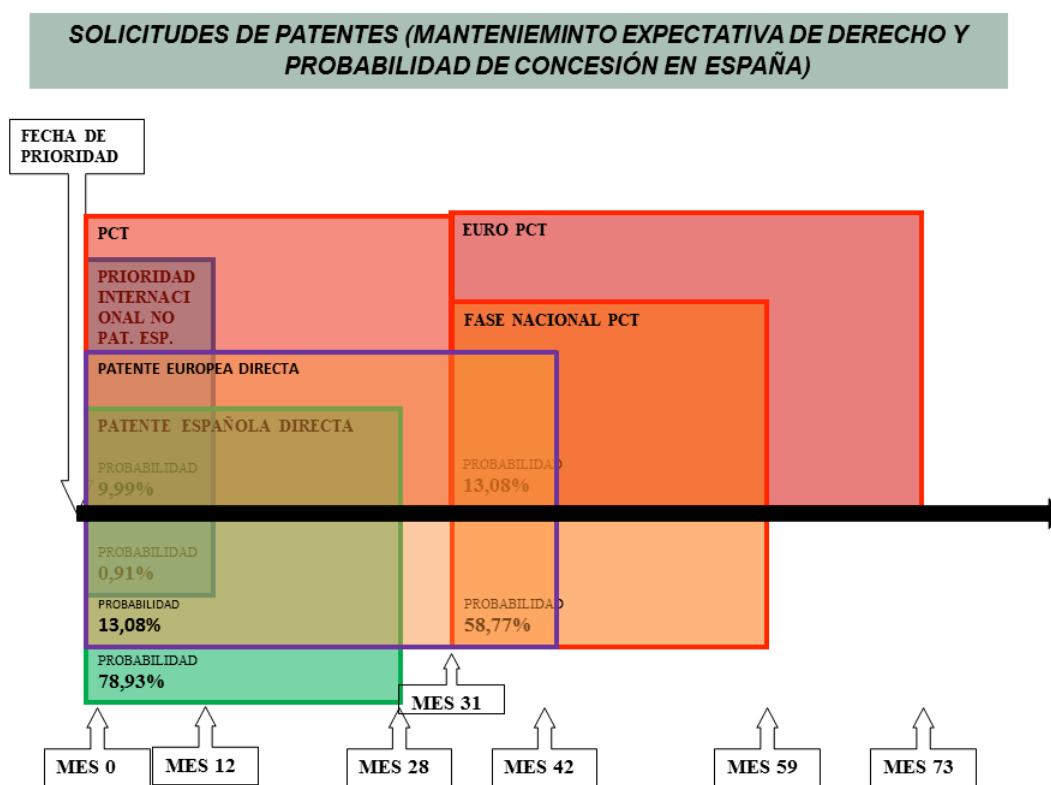 SOLICITUDES DE PATENTES (MANTENIEMINTO EXPECTATIVA DE DERECHO Y
PROBABILIDAD DE CONCESIÓN EN ESPAÑA)
FECHA DE
PRIORIDAD
PCT
EURO PCT
PRIORIDAD
INTERNACI
ONAL NO
PAT. ESP.
FASE NACIONAL PCT
PATENTE EUROPEA DIRECTA
PATENTE ESPAÑOLA DIRECTA
PROBABILIDAD
9,99%
PROBABILIDAD
13,08%
PROBABILIDAD
0,91%
PROBABILIDAD
13,08%
PROBABILIDAD
58,77%
PROBABILIDAD
78,93%
MES 31
MES 0
MES 12
MES 28
MES 42
MES 59
MES 73